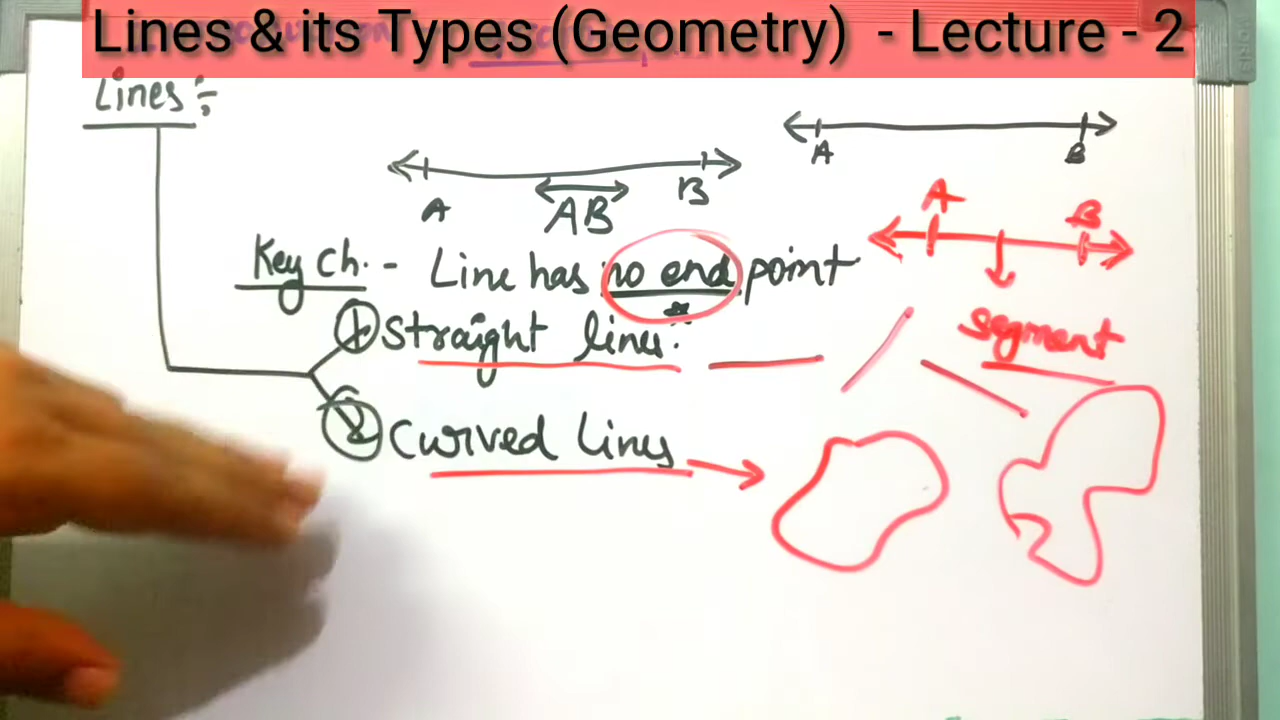 Lines & its Types (Geometry) - Lecture - 2
Lines :-
A B
AB
A B
A B
segment
Key Ch. - Line has no end point
1 Straight lines:
2 Curved Lines